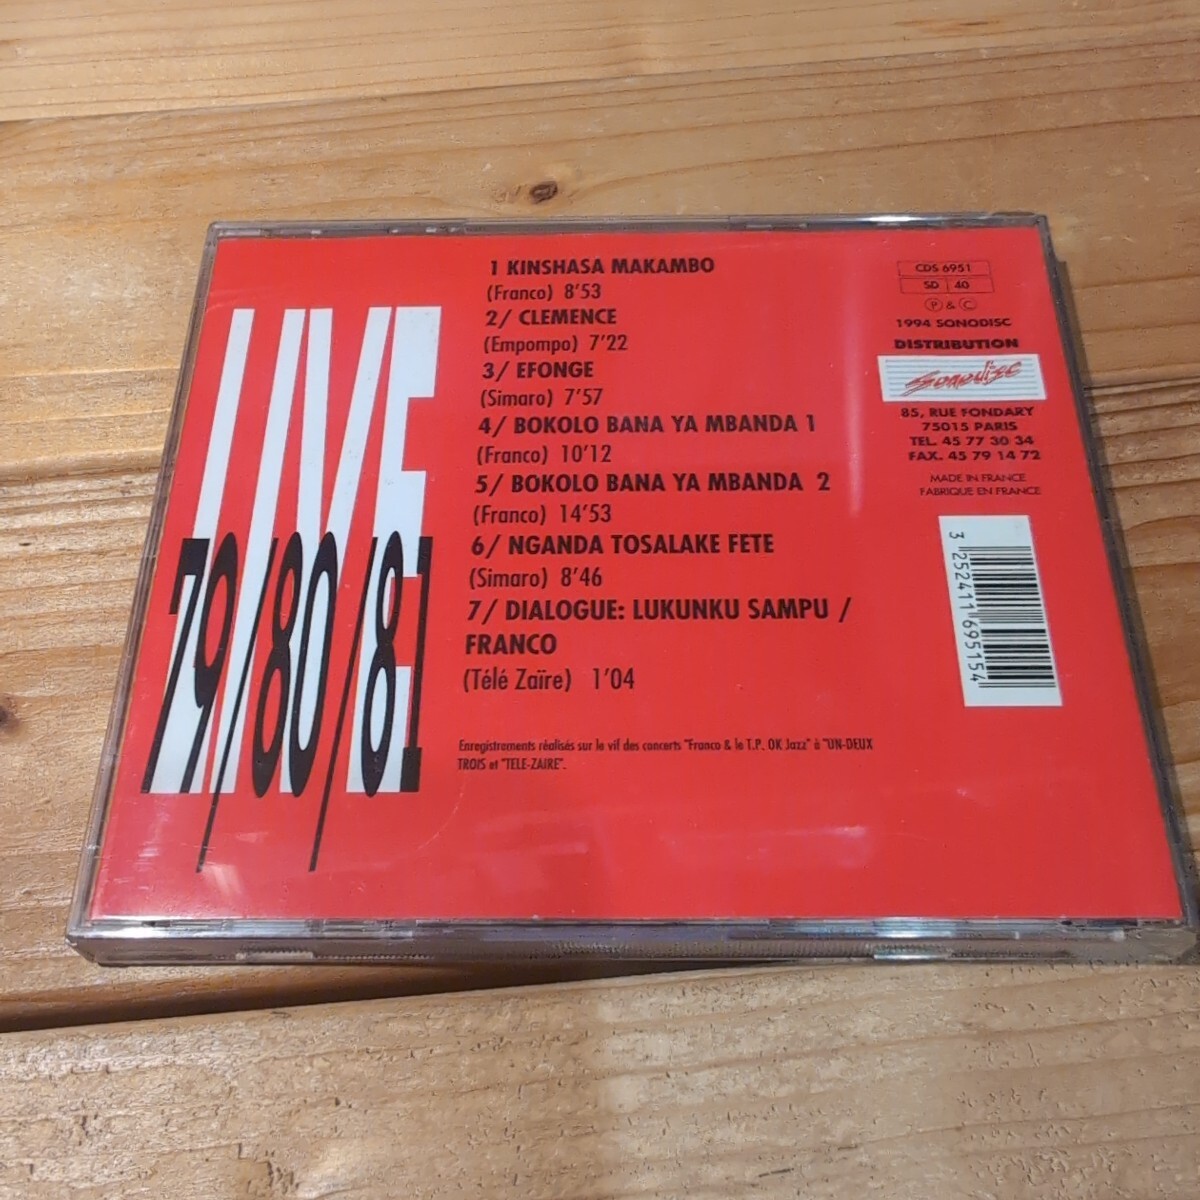 LIVE
79/80/81
1 KINSHASA MAKAMBO
(Franco) 8'53
2/ CLEMENCE
(Empompo) 7'22
3/ EFONGE
(Simaro) 7'57
4/ BOKOLO BANA YA MBANDA 1
(Franco) 10'12
5/ BOKOLO BANA YA MBANDA 2
(Franco) 14'53
6/ NGANDA TOSALAKE FETE
(Simaro) 8'46
7/ DIALOGUE: LUKUNKU SAMPU /
FRANCO
(Télé Zaïre) 1'04
Enregistrements réalisés sur le vif des concerts "Franco & le T.P. OK Jazz" à "UN-DEUX
TROIS et "TELE-ZAIRE".
CDS 6951
SD 40
Ⓟ & Ⓒ
1994 SONODISC
DISTRIBUTION
Sonodisc
85, RUE FONDARY
75015 PARIS
TEL. 45 77 30 34
FAX. 45 79 14 72
MADE IN FRANCE
FABRIQUE EN FRANCE
3 252411 695154